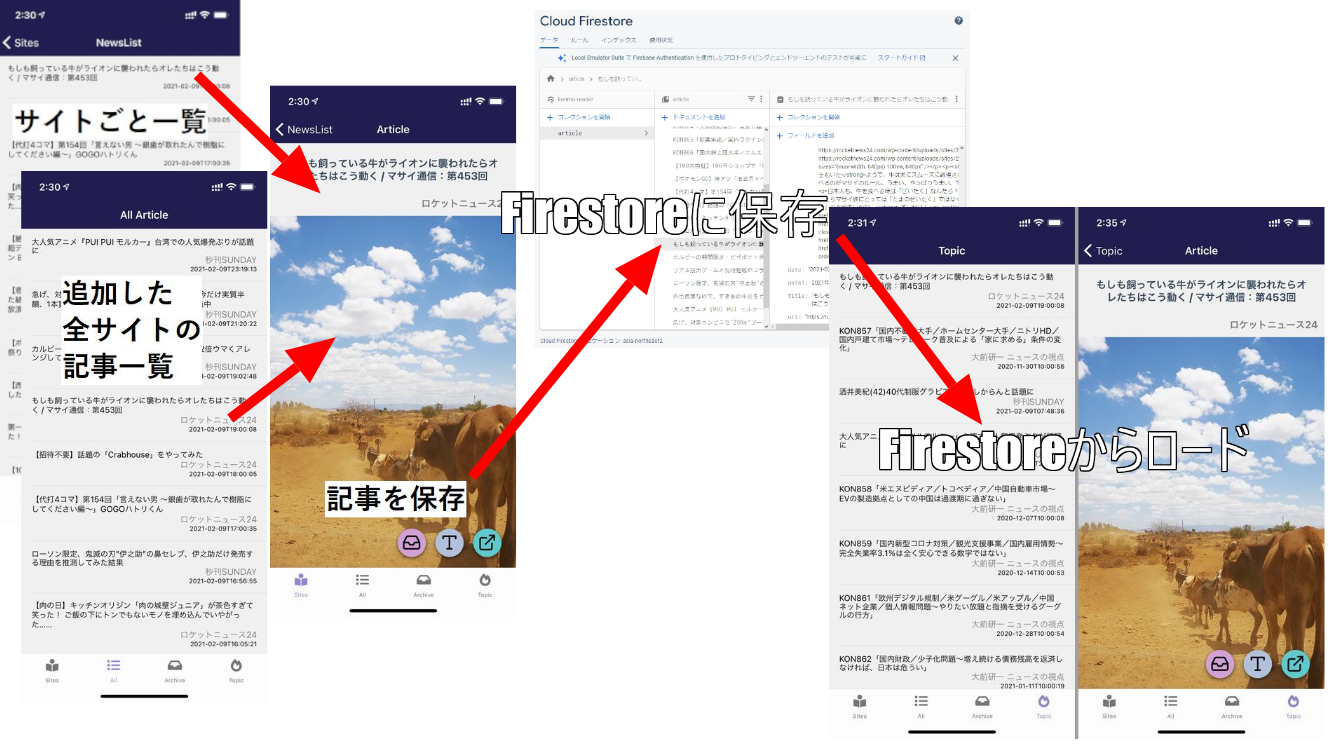 2:30
Sites
NewsList
もしも飼っている牛がライオンに襲われたらオレたちはこう動
く / マサイ通信：第453回
2021-02-09
00:08
サイトごと一覧
00:05
【代打4コマ】第154回「言えない男 〜銀歯が取れたんで樹脂に
してください編〜」GOGOハトリくん
2021-02-09T17:00:35
2:30
All Article
大人気アニメ『PUI PUI モルカー』台湾での人気爆発ぶりが話題
に
秒刊SUNDAY
2021-02-09T23:19:13
追加した
全サイトの
記事一覧
急げ、対
今だけ実質半
額、1本
中
秒刊SUNDAY
2021-02-09T21:20:22
カルビー
倍ウマくアレ
ンジして
秒刊SUNDAY
2021-02-09T19:02:48
もしも飼っている牛がライオンに襲われたらオレたちはこう動
く / マサイ通信：第453回
ロケットニュース24
2021-02-09T19:00:08
【招待不要】話題の「Crabhouse」をやってみた
ロケットニュース24
2021-02-09T18:00:05
【代打4コマ】第154回「言えない男 〜銀歯が取れたんで樹脂に
してください編〜」GOGOハトリくん
ロケットニュース24
2021-02-09T17:00:35
ローソン限定、鬼滅の刃"伊之助"の鼻セレブ、伊之助だけ発売す
る理由を推測してみた結果
秒刊SUNDAY
2021-02-09T16:56:55
【肉の日】キッチンオリジン「肉の城壁ジュニア」が茶色すぎて
笑った！ ご飯の下にトンでもないモノを埋め込んでいやがっ
た……
ロケットニュース24
2021-02-09T16:05:21
Sites
All
Archive
Topic
2:30
NewsList
Article
も飼っている牛がライオンに襲われたらオ
たちはこう動く / マサイ通信：第453回
ロケットニュース2
記事を保存
T
Sites
All
Archive
Topic
Cloud Firestore
データ
ルール
インデックス
使用状況
Local Emulator Suite で Firebase Authentication を使用したプロトタイピングとエンドツーエンドのテストが可能に
スタートガイド
article
もしも飼ってい...
kenmo-reader
article
もしも飼っている牛がライオンに襲われたらオレたちはこう動
コレクションを開始
ドキュメントを追加
コレクションを開始
article
フィールドを追加
Firestoreに保存
2:31
Topic
もしも飼っている牛がライオンに襲われたらオレたちはこう動
く / マサイ通信：第453回
ロケットニュース24
2021-02-09T19:00:08
KON857「国内不
大手／ホームセンター大手／ニトリHD／
国内戸建て市場〜テレワーク普及による「家に求める」条件の変
化」
大前研一 ニュースの視点
2020-11-30T10:00:56
酒井美紀(42)40代制服グラビア
しからんと話題に
秒刊SUNDAY
2021-02-09T07:48:36
大人気アニ
に
Firestoreからロード
KON858「米エヌビディア／トコペディア／中国自動車市場〜
EVの製造拠点としての中国は過渡期に過ぎない」
大前研一 ニュースの視点
2020-12-07T10:00:08
KON859「国内新型コロナ対策／観光支援事業／国内雇用情勢〜
完全失業率3.1%は全く安心できる数字ではない」
大前研一 ニュースの視点
2020-12-14T10:00:53
KON861「欧州デジタル規制／米グーグル／米アップル／中国
ネット企業／個人情報問題〜やりたい放題と指摘を受けるグーグ
ルの行方」
大前研一 ニュースの視点
2020-12-28T10:00:54
KON862「国内財政／少子化問題〜増え続ける債務残高を返済し
なければ、日本は危うい」
大前研一 ニュースの視点
2021-01-11T10:00:19
Sites
All
Archive
Topic
2:35
Topic
Article
もしも飼っている牛がライオンに襲われたらオ
レたちはこう動く / マサイ通信：第453回
ロケットニュース24
T
Sites
All
Archive
Topic